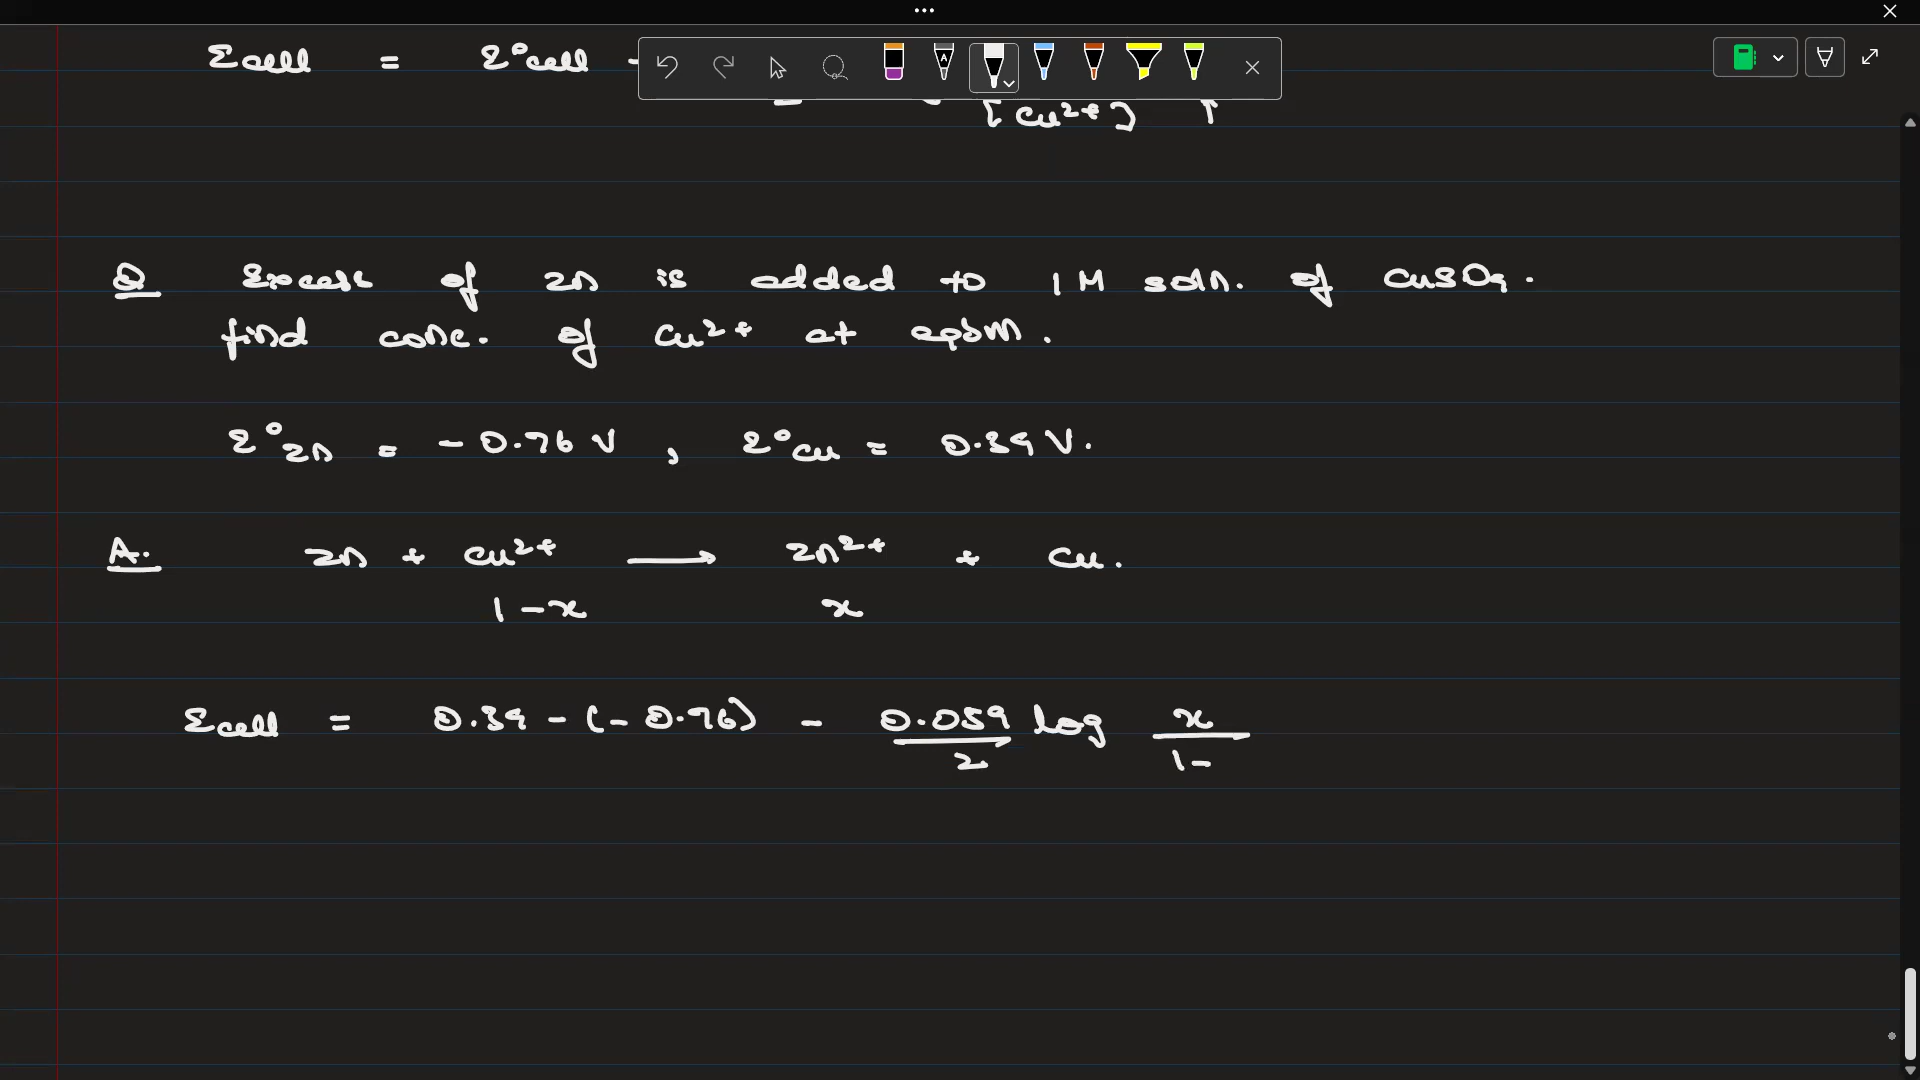 Ecell = E°cell -
[Cu²⁺]
Q Excess of Zn is added to 1 M soln. of CuSO₄.
find conc. of Cu²⁺ at eqbm.
E°Zn = - 0.76 V , E°Cu = 0.34 V.
A. Zn + Cu²⁺ ⟶ Zn²⁺ + Cu.
1-x x
Ecell = 0.34 - (- 0.76) - 0.059/2 log x/1-